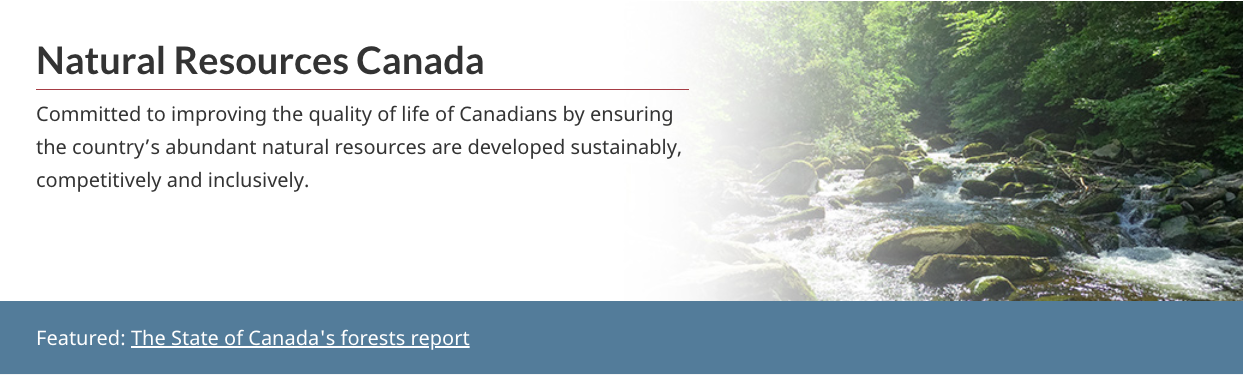 Natural Resources Canada
Committed to improving the quality of life of Canadians by ensuring
the country’s abundant natural resources are developed sustainably,
competitively and inclusively.
Featured: The State of Canada's forests report